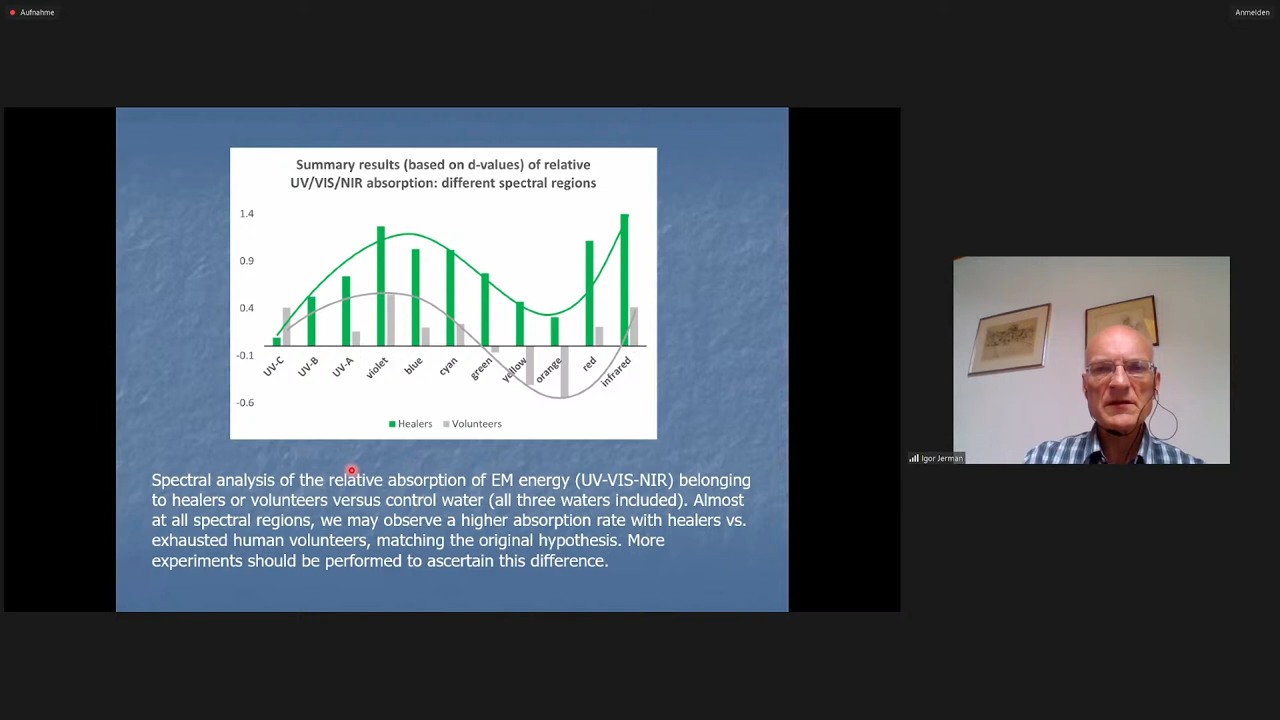 Aufnahme
Anmelden
Summary results (based on d-values) of relative
UV/VIS/NIR absorption: different spectral regions
1.4
0.9
0.4
-0.1
-0.6
UV-C
UV-B
UV-A
violet
blue
cyan
green
yellow
orange
red
infrared
Healers
Volunteers
Spectral analysis of the relative absorption of EM energy (UV-VIS-NIR) belonging
to healers or volunteers versus control water (all three waters included). Almost
at all spectral regions, we may observe a higher absorption rate with healers vs.
exhausted human volunteers, matching the original hypothesis. More
experiments should be performed to ascertain this difference.
Igor Jerman